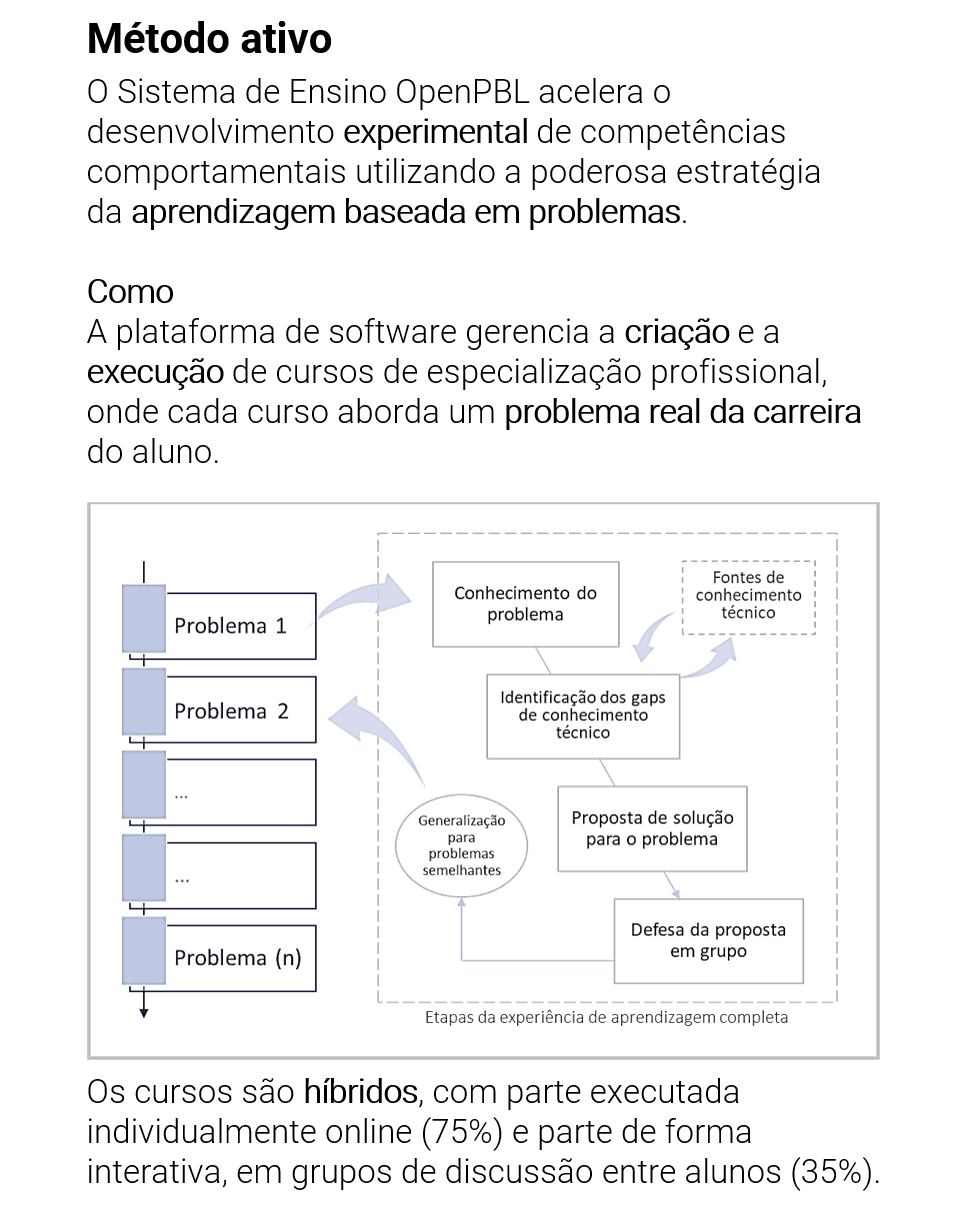 Método ativo
O Sistema de Ensino OpenPBL acelera o
desenvolvimento experimental de competências
comportamentais utilizando a poderosa estratégia
da aprendizagem baseada em problemas.
Como
A plataforma de software gerencia a criação e a
execução de cursos de especialização profissional,
onde cada curso aborda um problema real da carreira
do aluno.
Problema 1
Problema 2
...
...
Problema (n)
Conhecimento do
problema
Fontes de
conhecimento
técnico
Identificação dos gaps
de conhecimento
técnico
Proposta de solução
para o problema
Defesa da proposta
em grupo
Generalização
para
problemas
semelhantes
Etapas da experiência de aprendizagem completa
Os cursos são híbridos, com parte executada
individualmente online (75%) e parte de forma
interativa, em grupos de discussão entre alunos (35%).